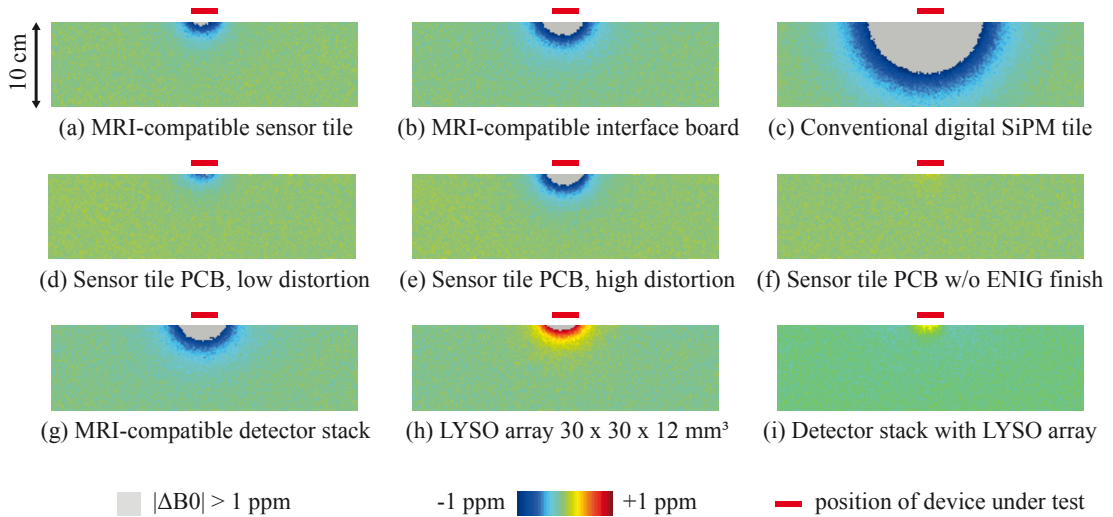 10 cm
(a) MRI-compatible sensor tile
(b) MRI-compatible interface board
(c) Conventional digital SiPM tile
(d) Sensor tile PCB, low distortion
(e) Sensor tile PCB, high distortion
(f) Sensor tile PCB w/o ENIG finish
(g) MRI-compatible detector stack
(h) LYSO array 30 x 30 x 12 mm³
(i) Detector stack with LYSO array
|ΔB0| > 1 ppm
-1 ppm
+1 ppm
position of device under test